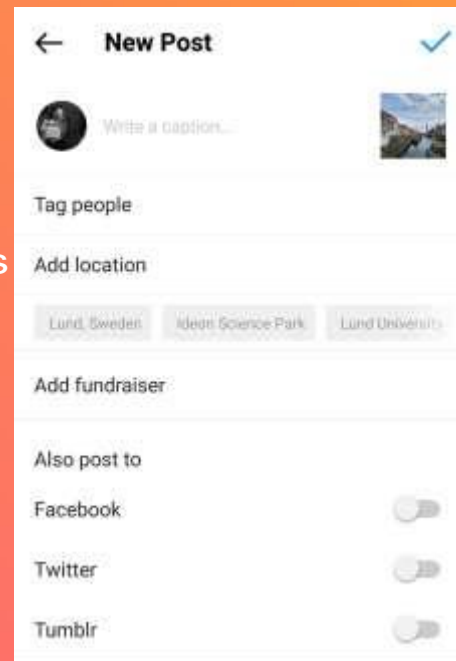 New Post
Write a caption...
Tag people
s
Add location
Lund, Sweden Ideon Science Park Lund University
Add fundraiser
Also post to
Facebook
Twitter
Tumblr